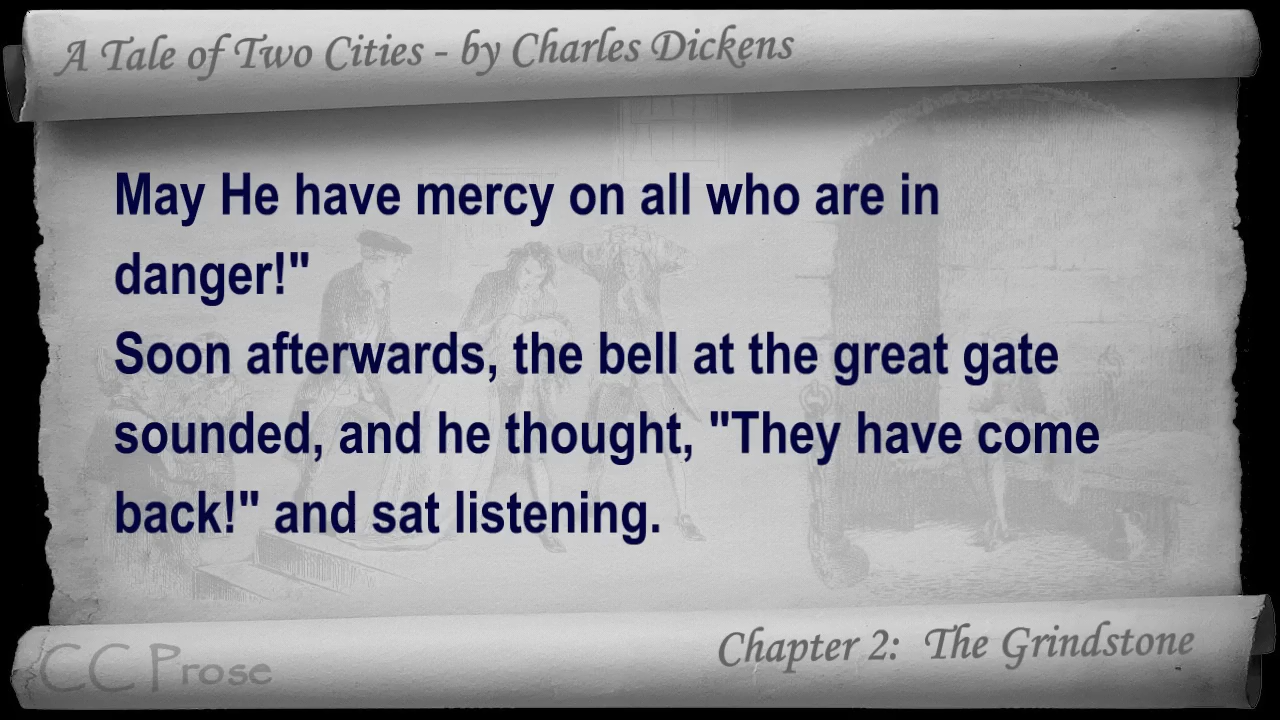 A Tale of Two Cities - by Charles Dickens
May He have mercy on all who are in
danger!"
Soon afterwards, the bell at the great gate
sounded, and he thought, "They have come
back!" and sat listening.
Chapter 2: The Grindstone
CC Prose